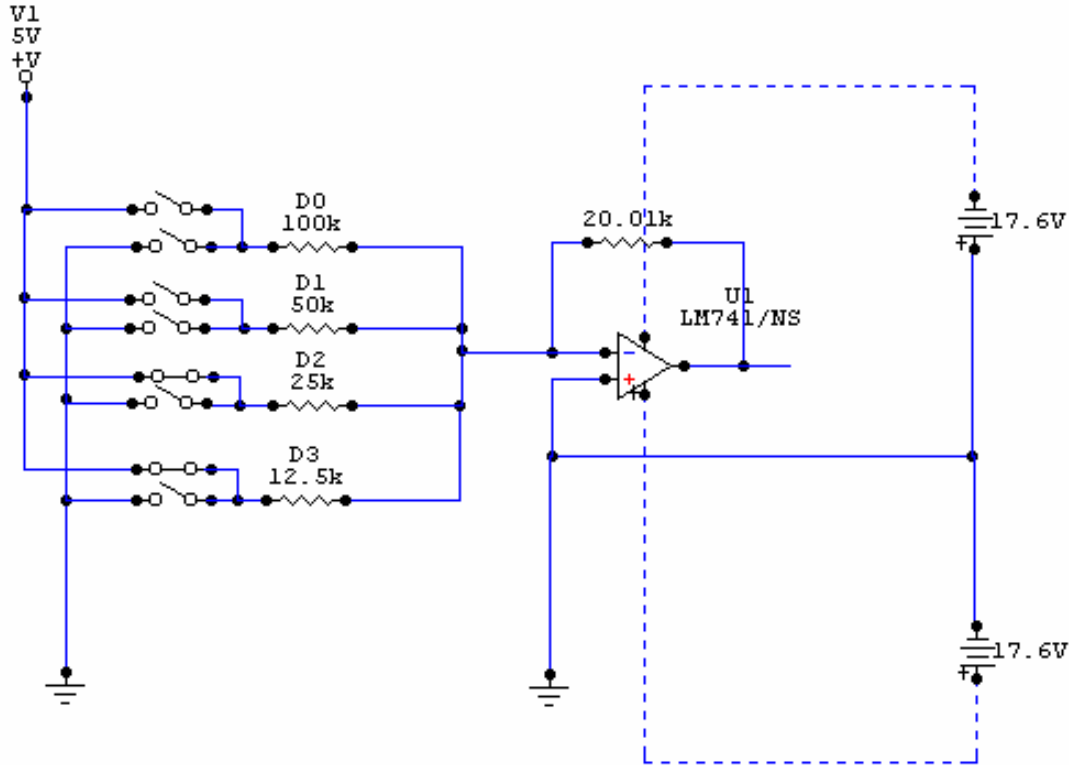 V1
5V
+V
D0
100k
D1
50k
D2
25k
D3
12.5k
20.01k
U1
LM741/NS
-
+
+
+
17.6V
+
17.6V